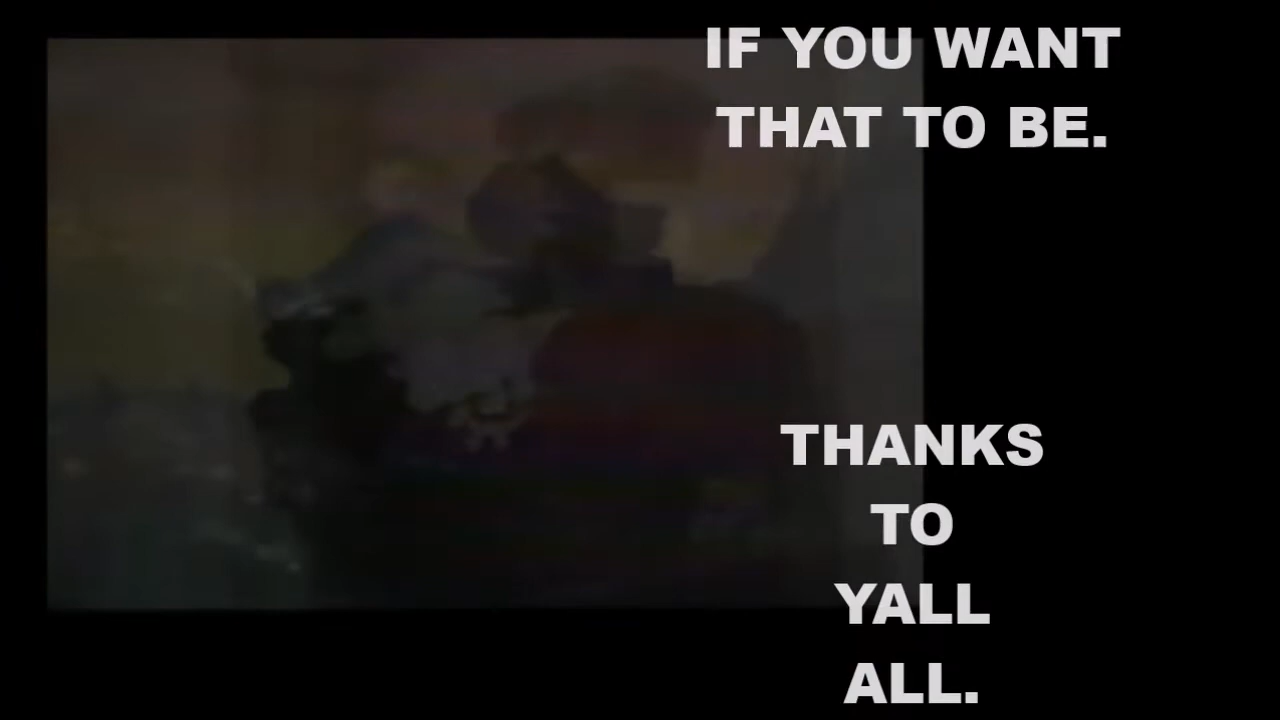 IF YOU WANT
THAT TO BE.
THANKS
TO
YALL
ALL.